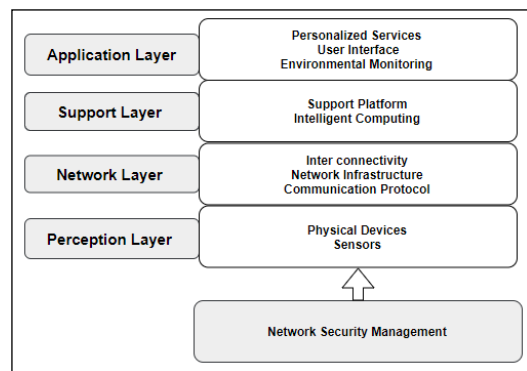 Application Layer
Personalized Services
User Interface
Environmental Monitoring
Support Layer
Support Platform
Intelligent Computing
Network Layer
Inter connectivity
Network Infrastructure
Communication Protocol
Perception Layer
Physical Devices
Sensors
Network Security Management